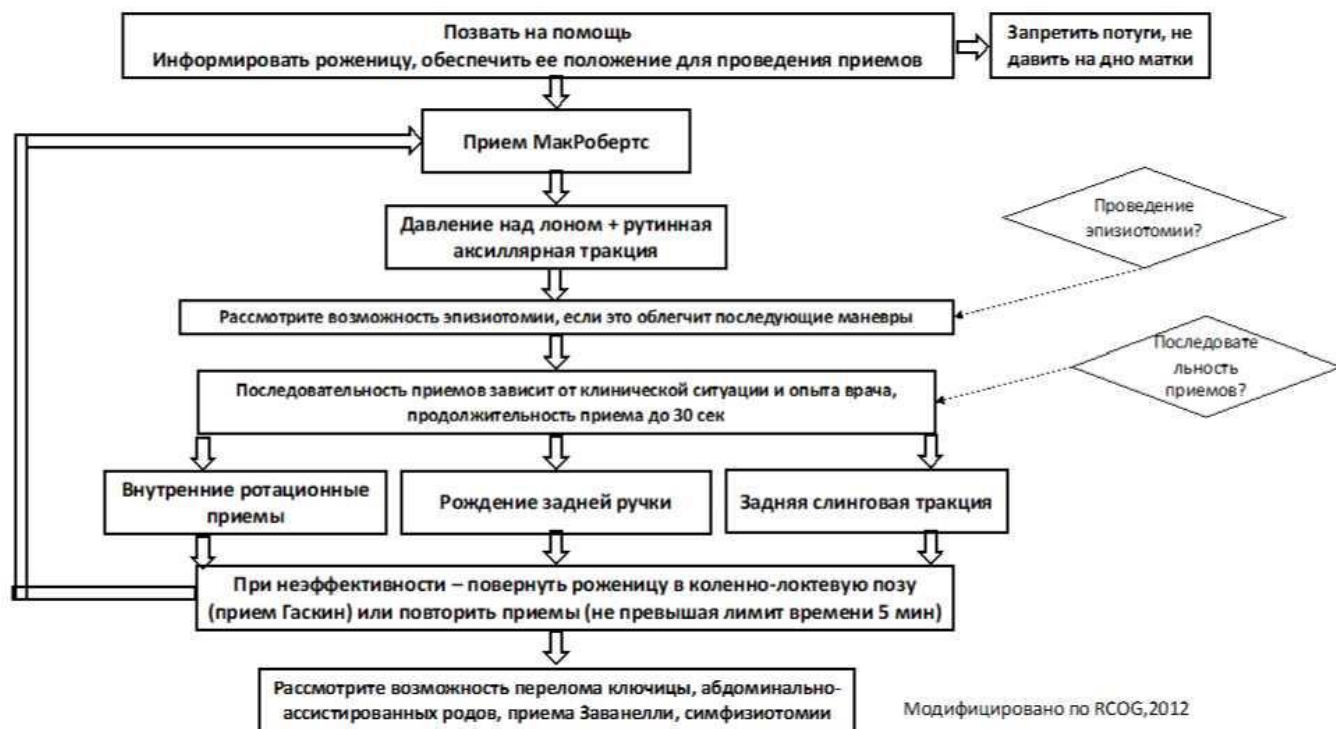 Позвать на помощь
Информировать роженицу, обеспечить ее положение для проведения приемов
Запретить потуги, не
давить на дно матки
Прием МакРобертс
Давление над лоном + рутинная
аксиллярная тракция
Проведение
эпизиотомии?
Рассмотрите возможность эпизиотомии, если это облегчит последующие маневры
Последовате
льность
приемов?
Последовательность приемов зависит от клинической ситуации и опыта врача,
продолжительность приема до 30 сек
Внутренние ротационные
приемы
Рождение задней ручки
Задняя слинговая тракция
При неэффективности – повернуть роженицу в коленно-локтевую позу
(прием Гаскин) или повторить приемы (не превышая лимит времени 5 мин)
Рассмотрите возможность перелома ключицы, абдоминально-
ассистированных родов, приема Заванелли, симфизиотомии
Модифицировано по RCOG,2012